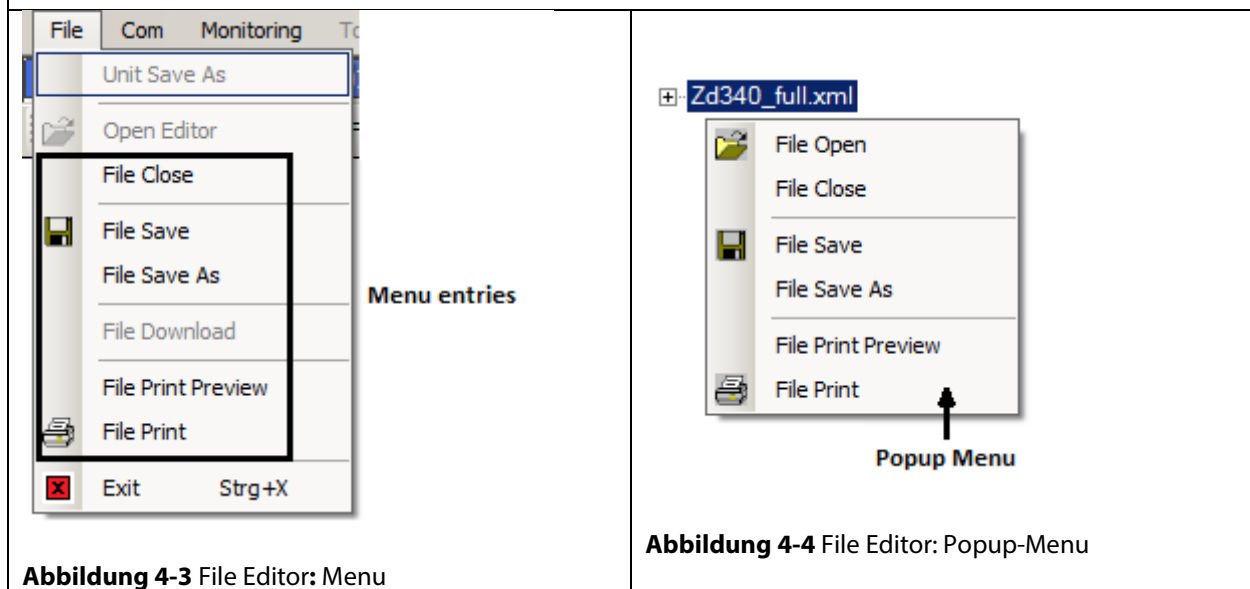 File Com Monitoring
Unit Save As
Open Editor
File Close
File Save
File Save As
File Download
File Print Preview
File Print
Exit Strg+X
Menu entries
Abbildung 4-3 File Editor: Menu
Zd340_full.xml
File Open
File Close
File Save
File Save As
File Print Preview
File Print
Popup Menu
Abbildung 4-4 File Editor: Popup-Menu